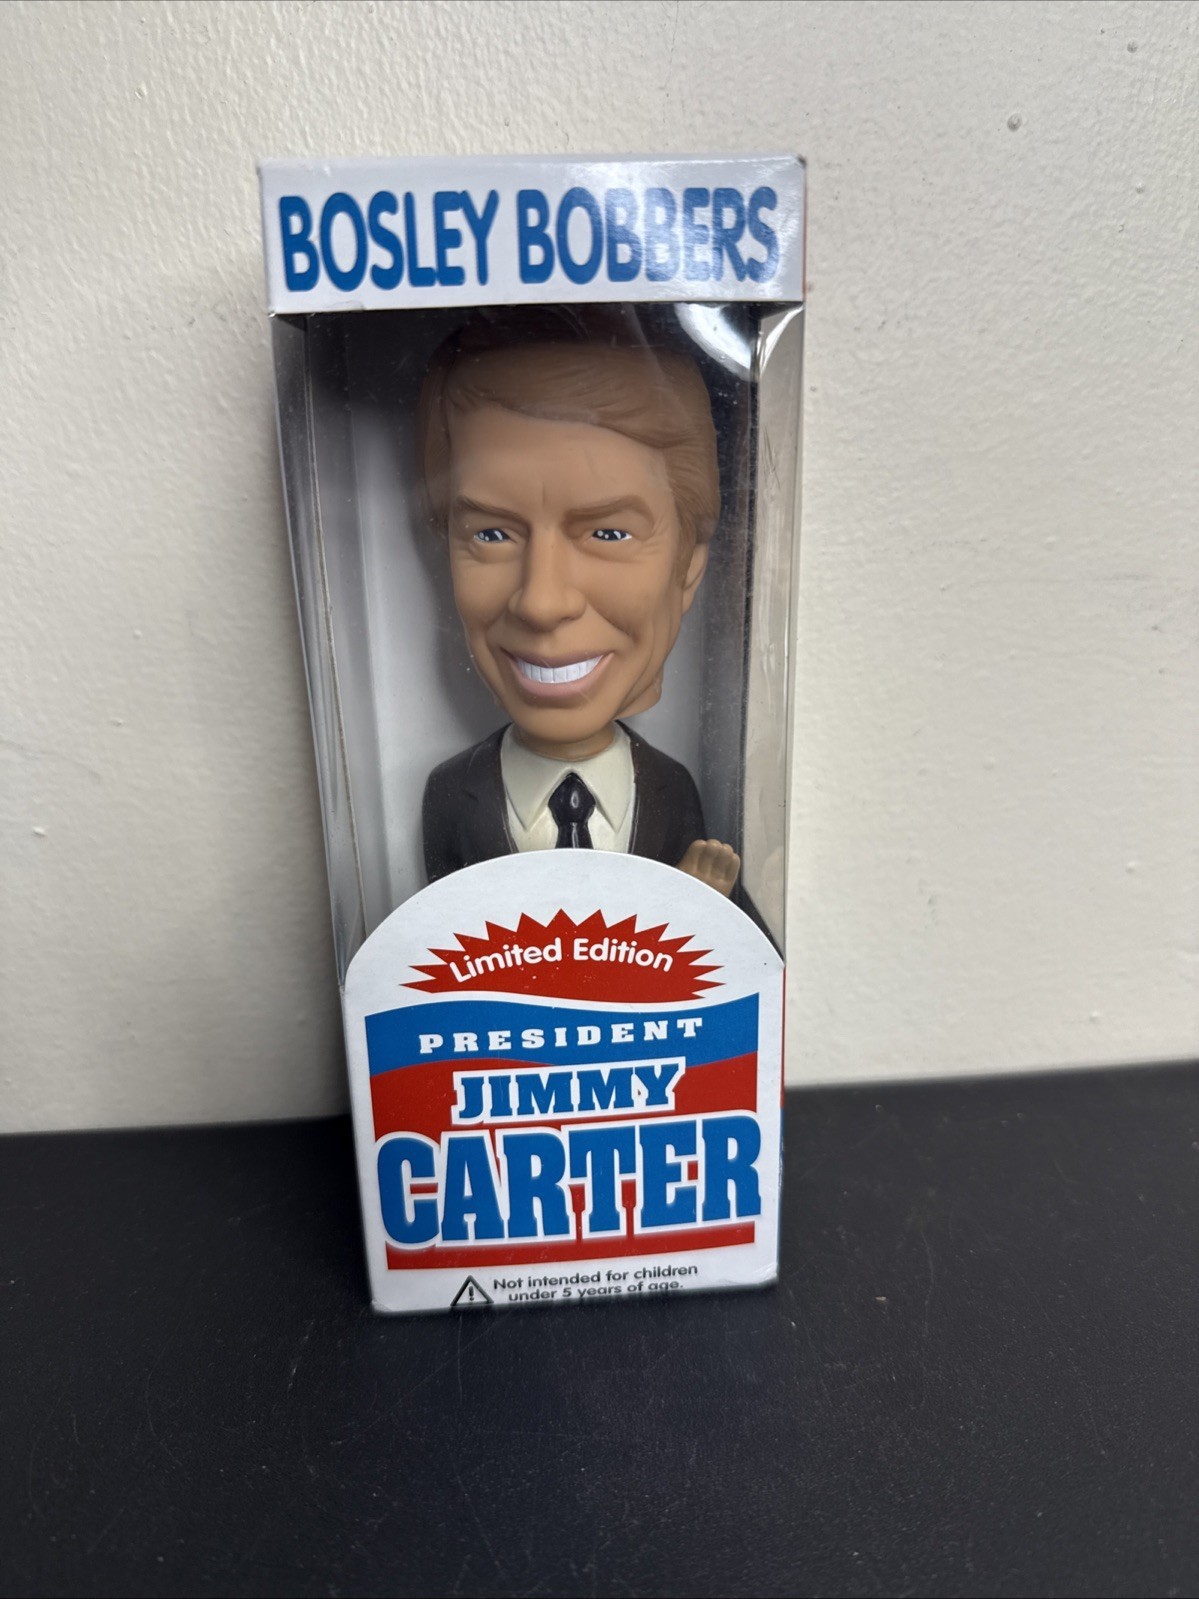 BOSLEY BOBBERS
Limited Edition
PRESIDENT
JIMMY
CARTER
Not intended for children
under 5 years of age.